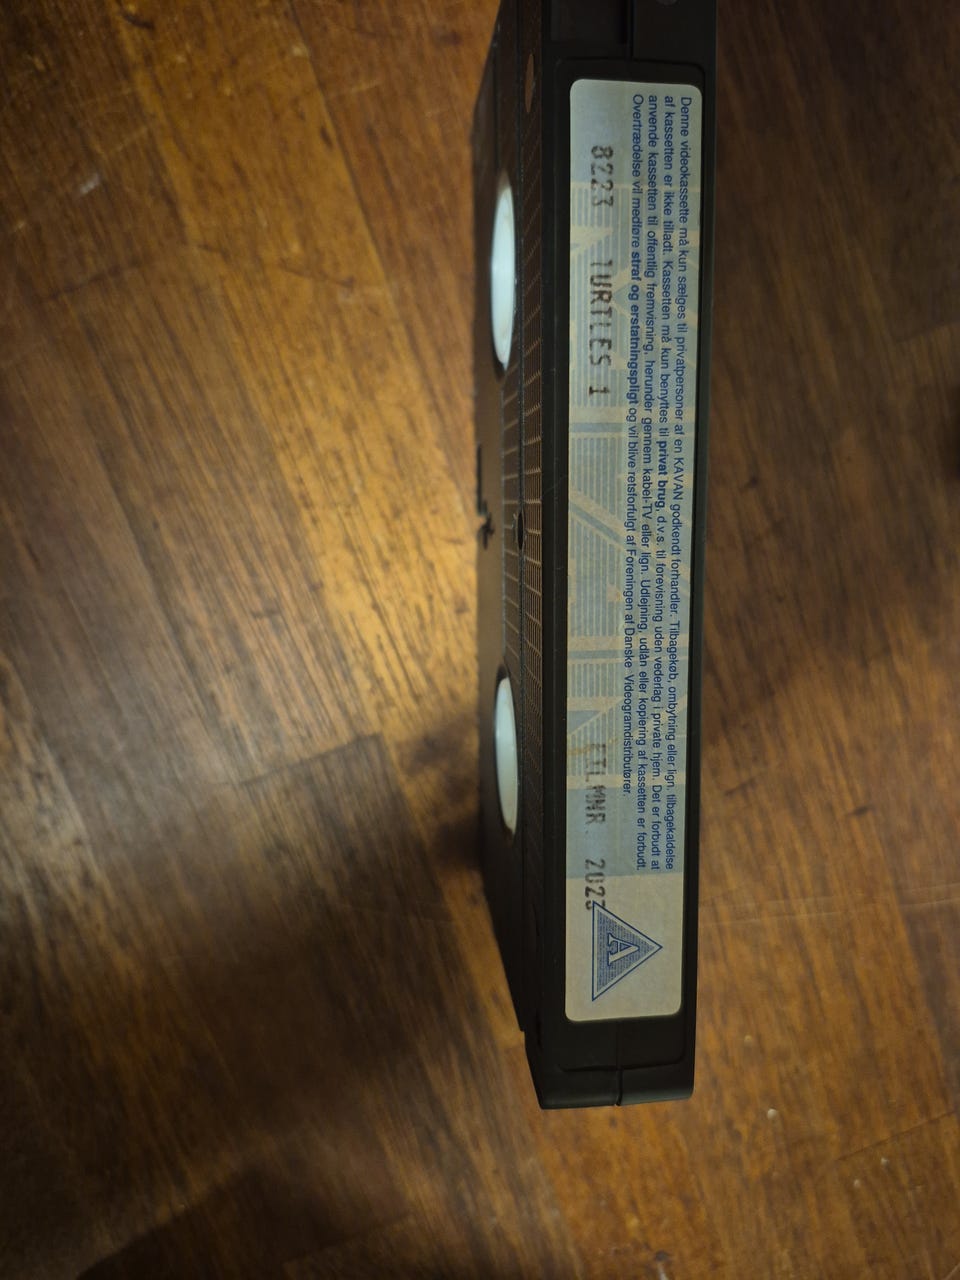 Denne videokassette må kun sælges til privatpersoner af en KAVAN godkendt forhandler. Tilbagekøb, ombytning eller lign. tilbagekaldelse
af kassetten er ikke tilladt. Kassetten må kun benyttes til privat brug, d.v.s. til forevisning uden vederlag i private hjem. Det er forbudt at
anvende kassetten til offentlig fremvisning, herunder gennem kabel-TV eller lign. Udlejning, udlån eller kopiering af kassetten er forbudt.
Overtrædelse vil medføre straf og erstatningspligt og vil blive retsforfulgt af Foreningen af Danske Videogramdistributører.
8223 TURTLES 1 FILMNR. 2023
A